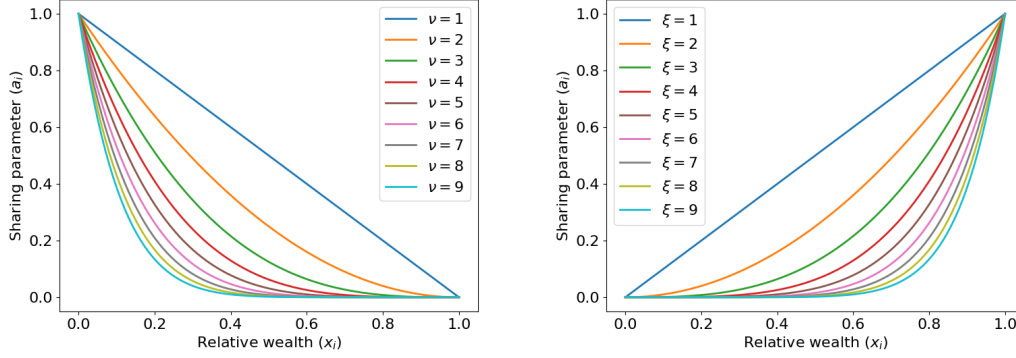 1.0
0.8
0.6
0.4
0.2
0.0
Sharing parameter (aᵢ)
0.0 0.2 0.4 0.6 0.8 1.0
Relative wealth (xᵢ)
ν = 1
ν = 2
ν = 3
ν = 4
ν = 5
ν = 6
ν = 7
ν = 8
ν = 9
1.0
0.8
0.6
0.4
0.2
0.0
Sharing parameter (aᵢ)
0.0 0.2 0.4 0.6 0.8 1.0
Relative wealth (xᵢ)
ξ = 1
ξ = 2
ξ = 3
ξ = 4
ξ = 5
ξ = 6
ξ = 7
ξ = 8
ξ = 9